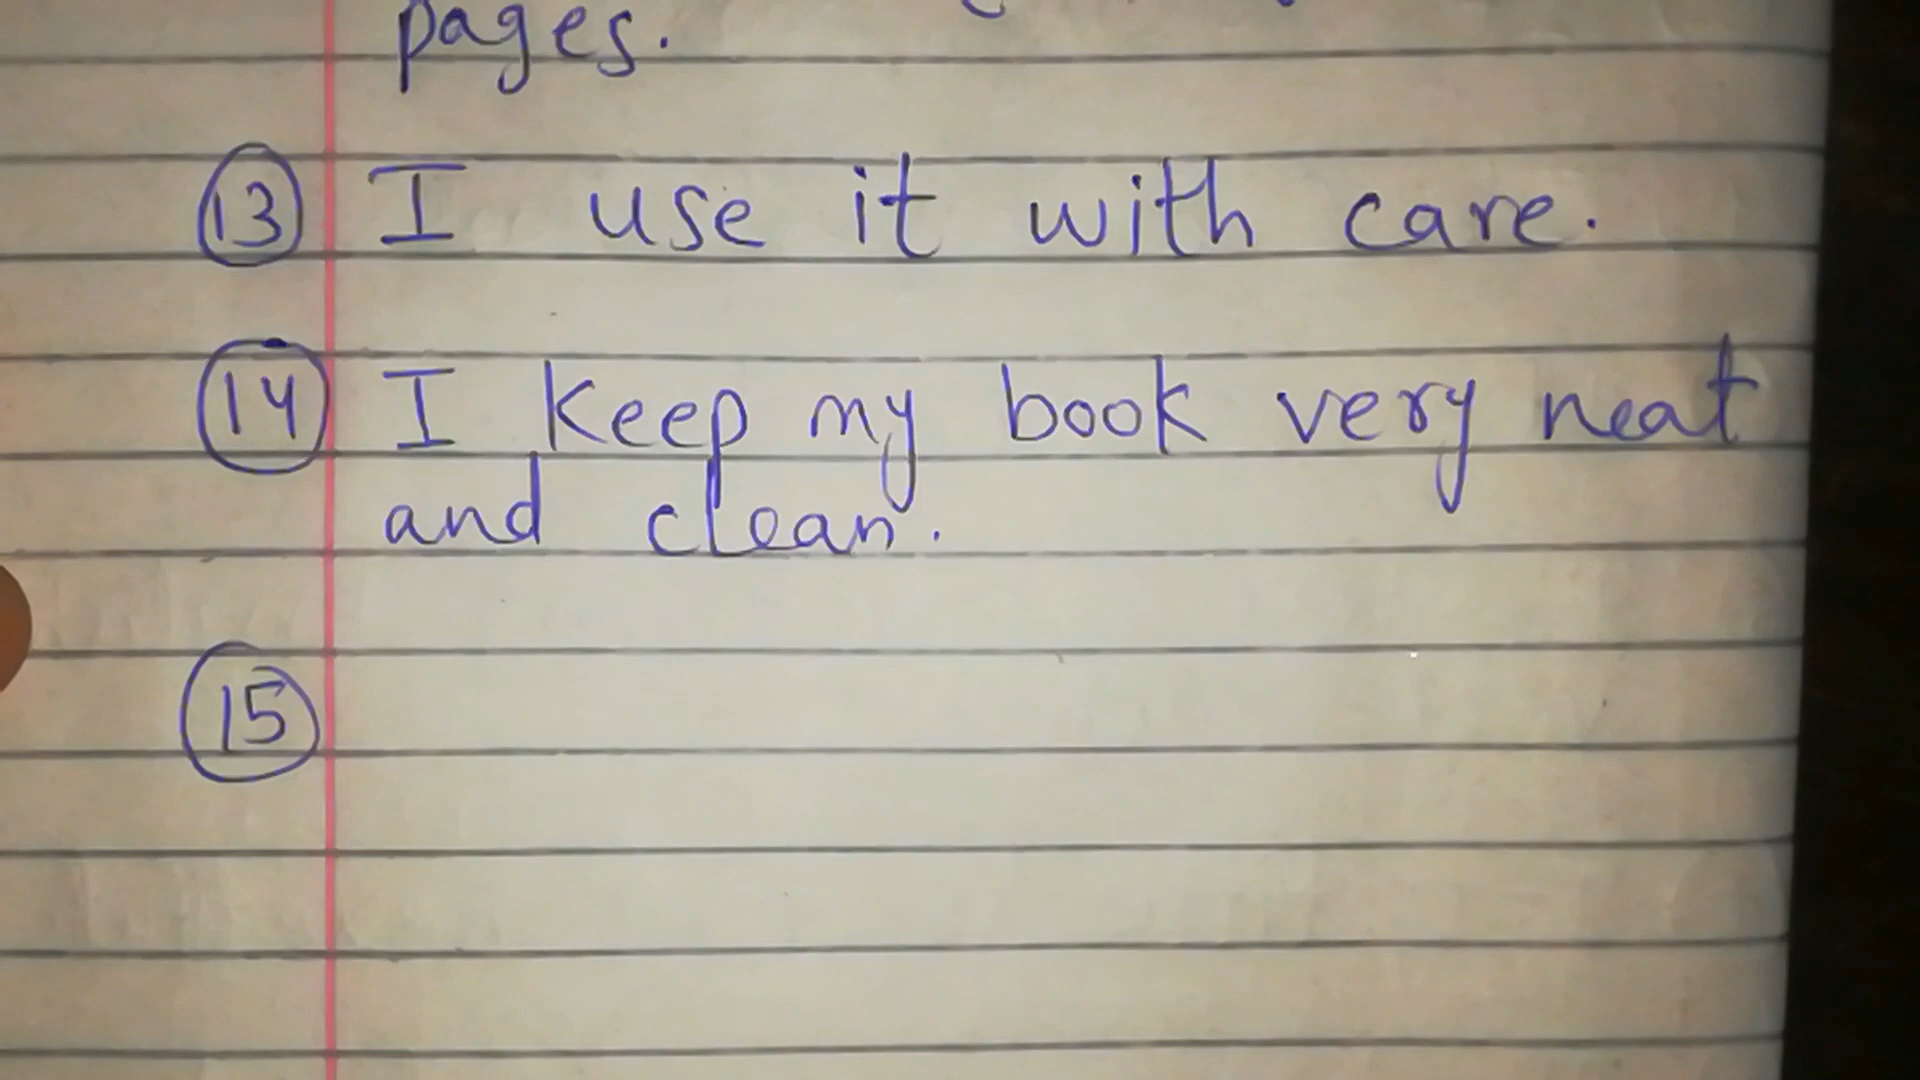 pages.
13 I use it with care.
14 I keep my book very neat
and clean.
15